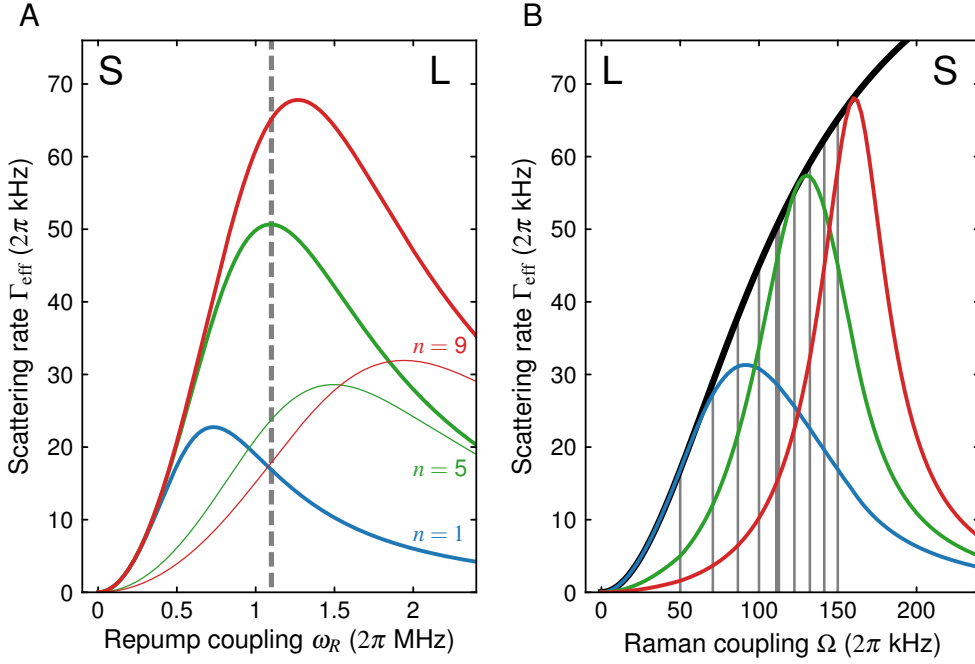 A
S
L
70
60
50
40
30
20
10
0
n = 9
n = 5
n = 1
0
0.5
1
1.5
2
Scattering rate Γeff (2π kHz)
Repump coupling ωR (2π MHz)
B
L
S
70
60
50
40
30
20
10
0
0
50
100
150
200
Scattering rate Γeff (2π kHz)
Raman coupling Ω (2π kHz)